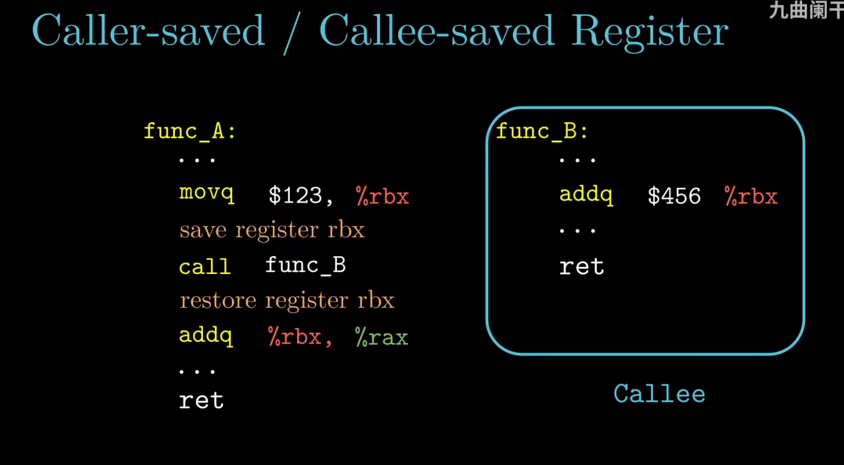 九曲阑干
Caller-saved / Callee-saved Register
func_A:
...
movq $123, %rbx
save register rbx
call func_B
restore register rbx
addq %rbx, %rax
...
ret
func_B:
...
addq $456 %rbx
...
ret
Callee